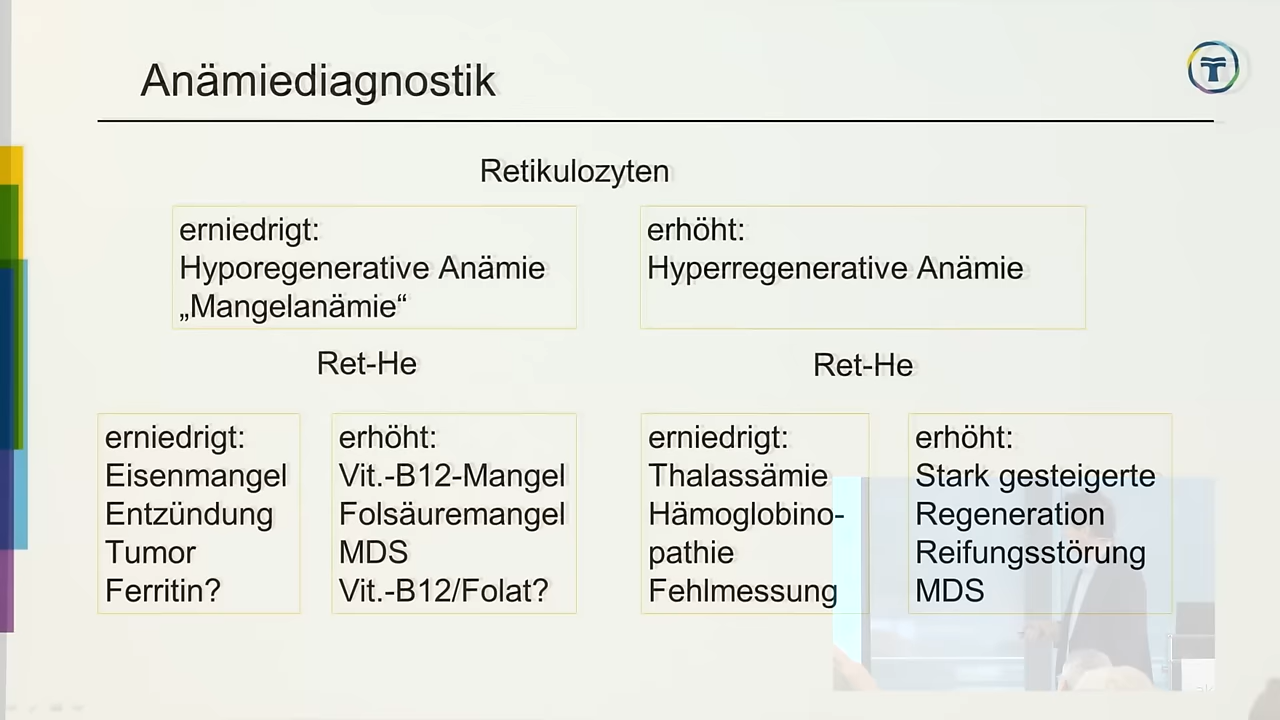 Anämiediagnostik
Retikulozyten
erniedrigt:
Hyporegenerative Anämie
„Mangelanämie“
erhöht:
Hyperregenerative Anämie
Ret-He
Ret-He
erniedrigt:
Eisenmangel
Entzündung
Tumor
Ferritin?
erhöht:
Vit.-B12-Mangel
Folsäuremangel
MDS
Vit.-B12/Folat?
erniedrigt:
Thalassämie
Hämoglobino-
pathie
Fehlmessung
erhöht:
Stark gesteigerte
Regeneration
Reifungsstörung
MDS